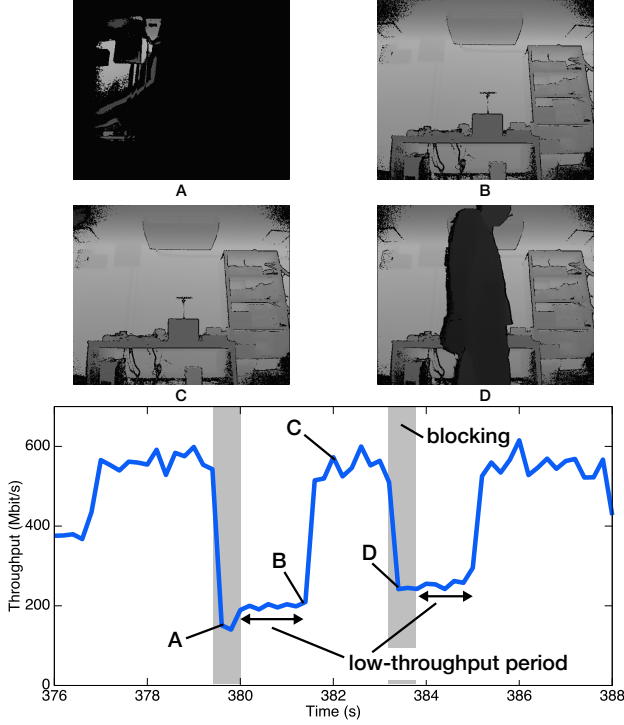 A
B
C
D
Throughput (Mbit/s)
600
400
200
0
C
blocking
B
D
A
low-throughput period
376
378
380
382
384
386
388
Time (s)